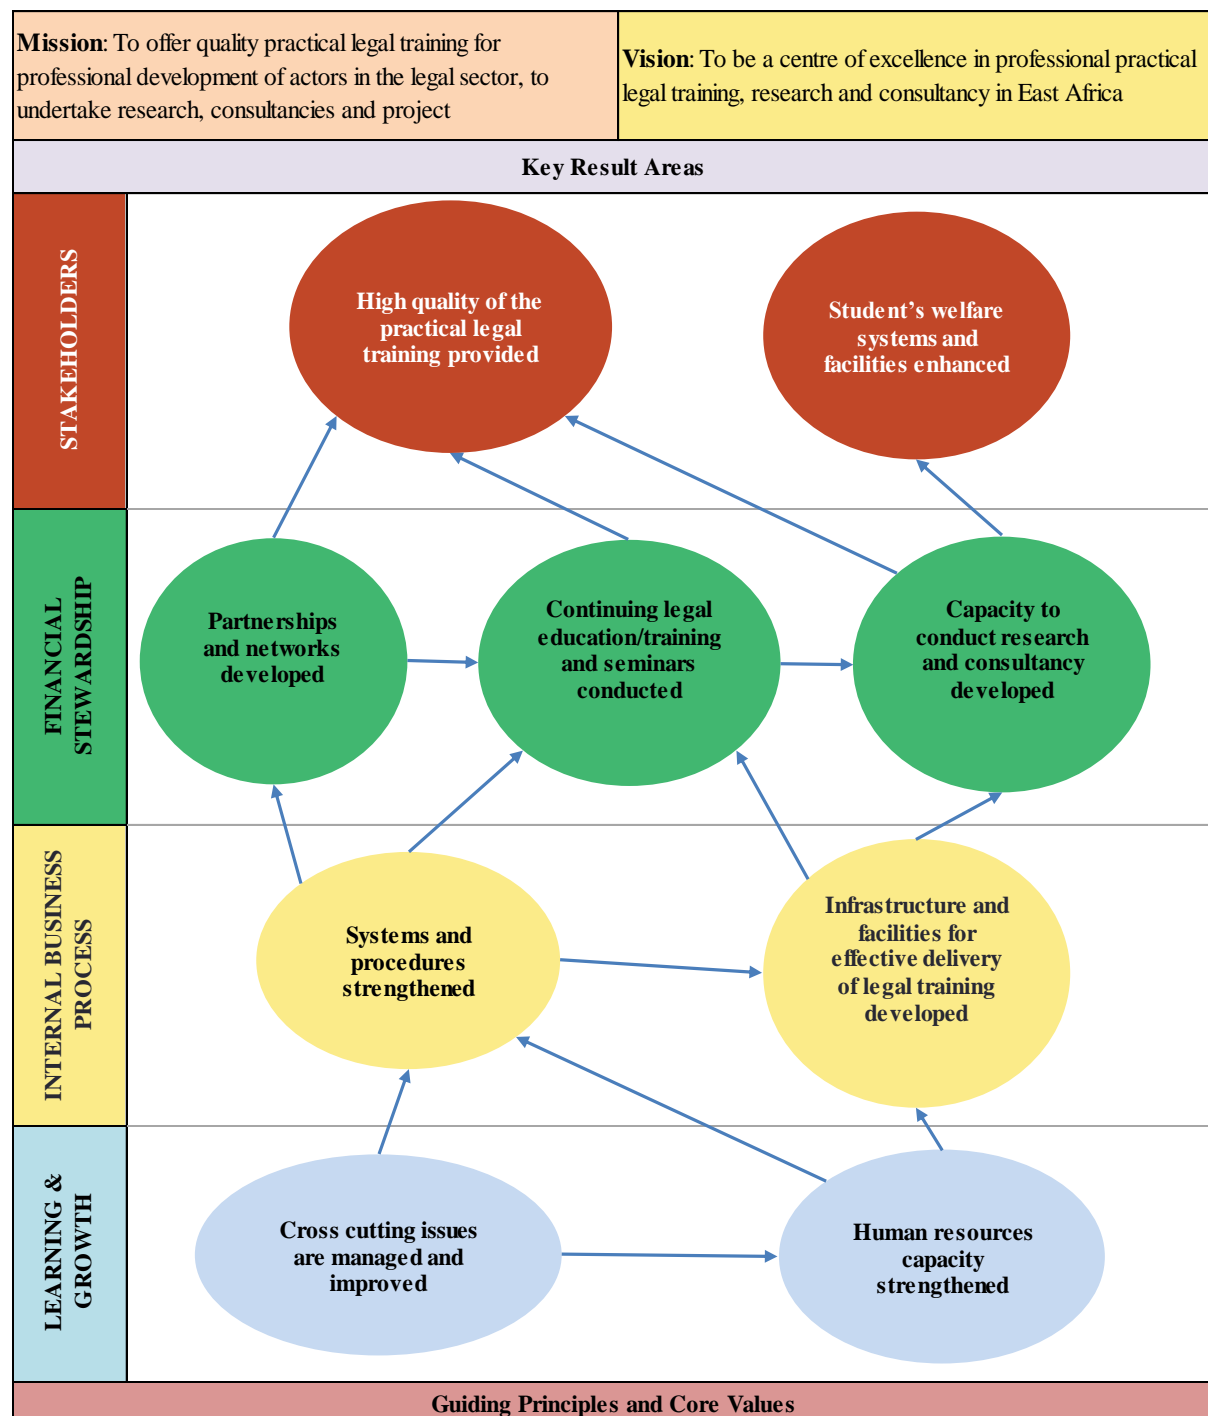 Mission: To offer quality practical legal training for
professional development of actors in the legal sector, to
undertake research, consultancies and project
Vision: To be a centre of excellence in professional practical
legal training, research and consultancy in East Africa
Key Result Areas
STAKEHOLDERS
High quality of the
practical legal
training provided
Student’s welfare
systems and
facilities enhanced
FINANCIAL
STEWARDSHIP
Partnerships
and networks
developed
Continuing legal
education/training
and seminars
conducted
Capacity to
conduct research
and consultancy
developed
INTERNAL BUSINESS
PROCESS
Systems and
procedures
strengthened
Infrastructure and
facilities for
effective delivery
of legal training
developed
LEARNING &
GROWTH
Cross cutting issues
are managed and
improved
Human resources
capacity
strengthened
Guiding Principles and Core Values